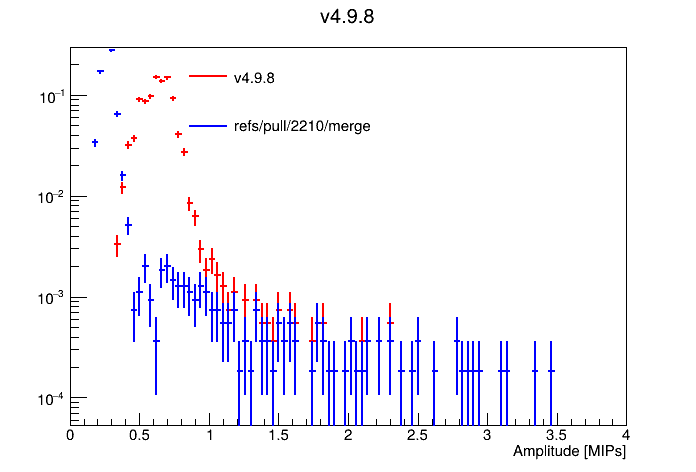 v4.9.8
v4.9.8
refs/pull/2210/merge
10⁻¹
10⁻²
10⁻³
10⁻⁴
0 0.5 1 1.5 2 2.5 3 3.5 4
Amplitude [MIPs]